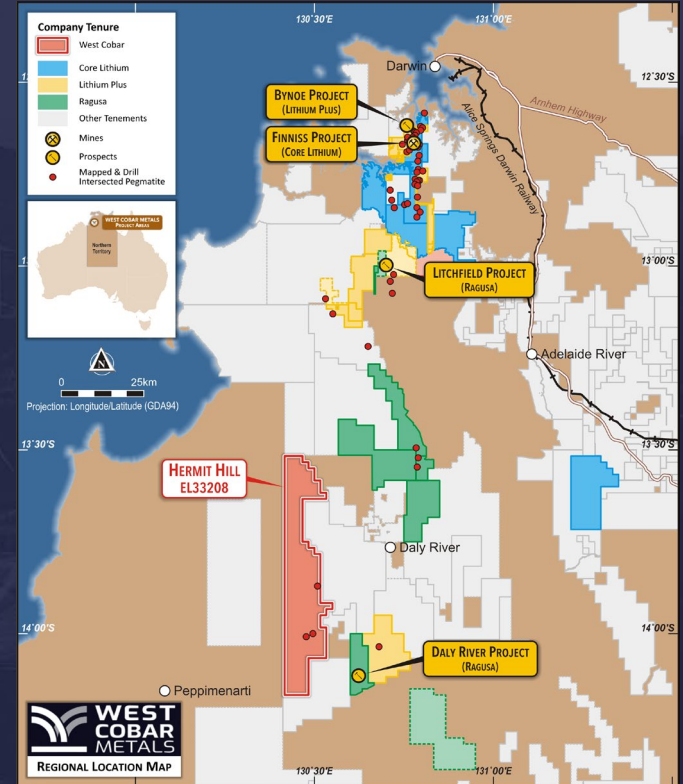 Company Tenure
West Cobar
Core Lithium
Lithium Plus
Ragusa
Other Tenements
Mines
Prospects
Mapped & Drill
Intersected Pegmatite
WEST COBAR METALS
PROJECT AREAS
Northern
Territory
0 25km
Projection: Longitude/Latitude (GDA94)
130°30'E
131°00'E
12°30'S
Darwin
BYNOE PROJECT
(LITHIUM PLUS)
FINNISS PROJECT
(CORE LITHIUM)
Arnhem Highway
Alice Springs Darwin Railway
13°00'S
LITCHFIELD PROJECT
(RAGUSA)
Adelaide River
13°30'S
13°30'S
HERMIT HILL
EL33208
Daly River
14°00'S
14°00'S
DALY RIVER PROJECT
(RAGUSA)
Peppimenarti
WEST
COBAR
METALS
REGIONAL LOCATION MAP
130°30'E
131°00'E